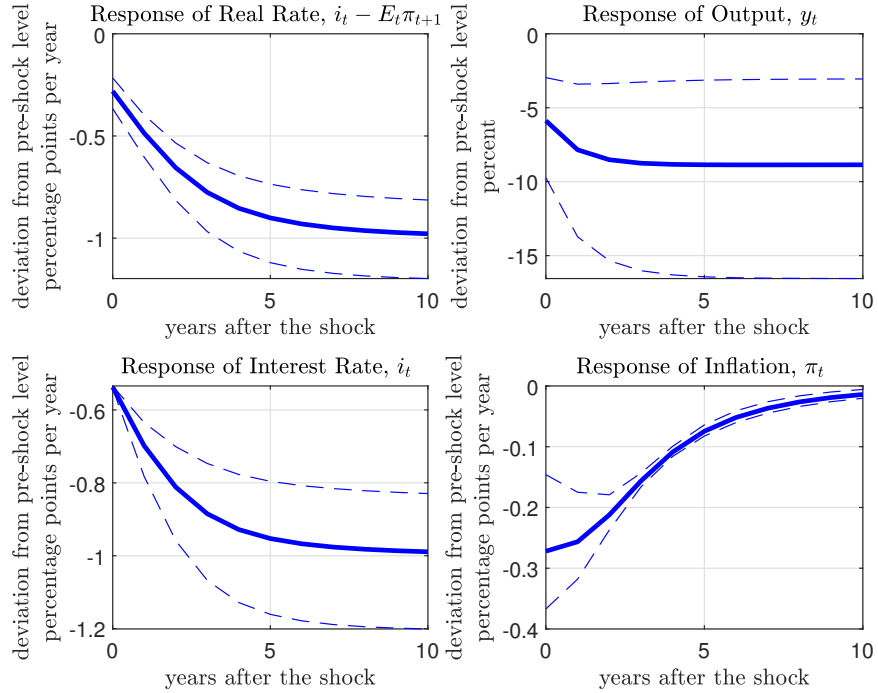 Response of Real Rate, i_t − E_tπ_{t+1}
deviation from pre-shock level
percentage points per year
0
-0.5
-1
0
5
10
years after the shock
Response of Output, y_t
deviation from pre-shock level
percent
0
-5
-10
-15
0
5
10
years after the shock
Response of Interest Rate, i_t
deviation from pre-shock level
percentage points per year
-0.6
-0.8
-1
-1.2
0
5
10
years after the shock
Response of Inflation, π_t
deviation from pre-shock level
percentage points per year
0
-0.1
-0.2
-0.3
-0.4
0
5
10
years after the shock